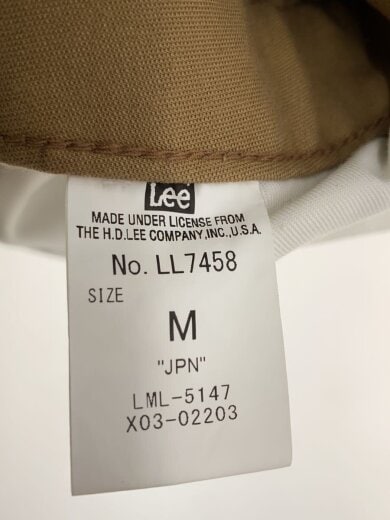 Lee
MADE UNDER LICENSE FROM
THE H.D.LEE COMPANY,INC.,U.S.A.
No. LL7458
SIZE
M
"JPN"
LML-5147
X03-02203